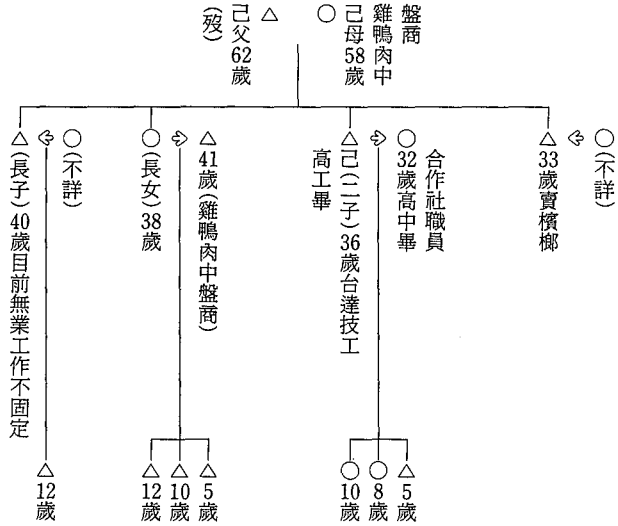 盤商
雞鴨肉中
○己母58歲
△己父62歲
(歿)
○(不詳)
△33歲賣檳榔
合作社職員
○32歲高中畢
△己(二子)36歲台達技工
高工畢
△41歲(雞鴨肉中盤商)
○(長女)38歲
○(不詳)
△(長子)40歲目前無業工作不固定
△5歲
○8歲
○10歲
△5歲
△10歲
△12歲
△12歲